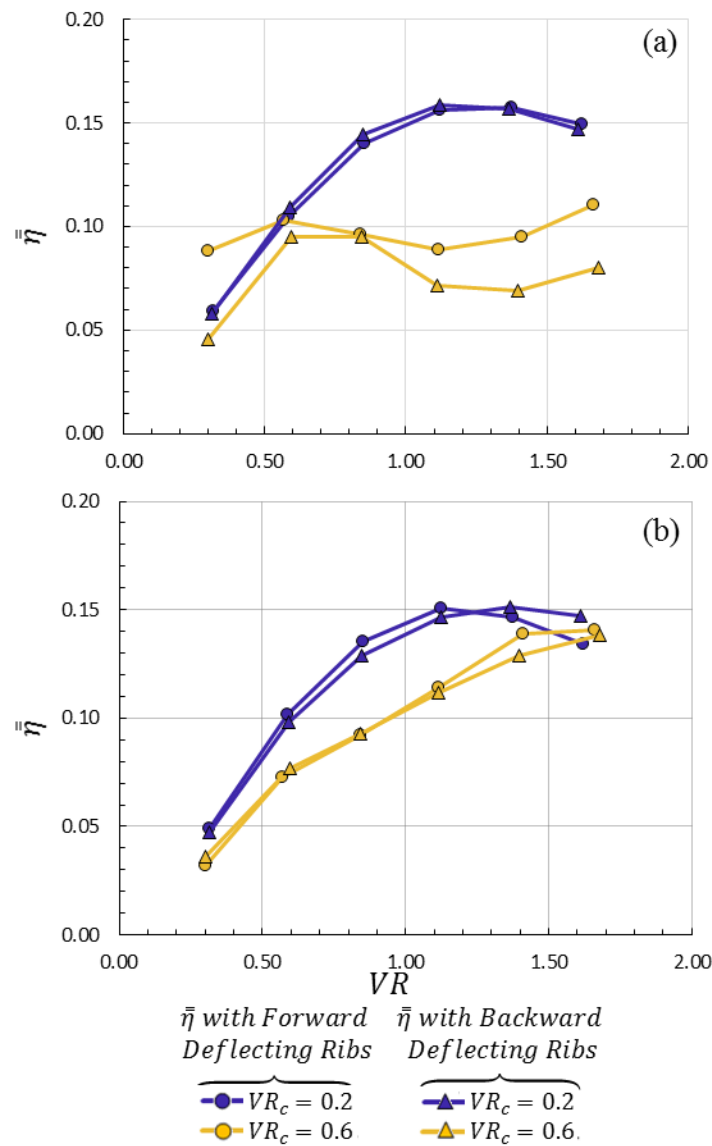 0.20
(a)
0.15
0.10
η̿
0.05
0.00
0.00 0.50 1.00 1.50 2.00
0.20
(b)
0.15
0.10
η̿
0.05
0.00
0.00 0.50 1.00 1.50 2.00
VR
η̿ with Forward
Deflecting Ribs
η̿ with Backward
Deflecting Ribs
VR_c = 0.2
VR_c = 0.6
VR_c = 0.2
VR_c = 0.6